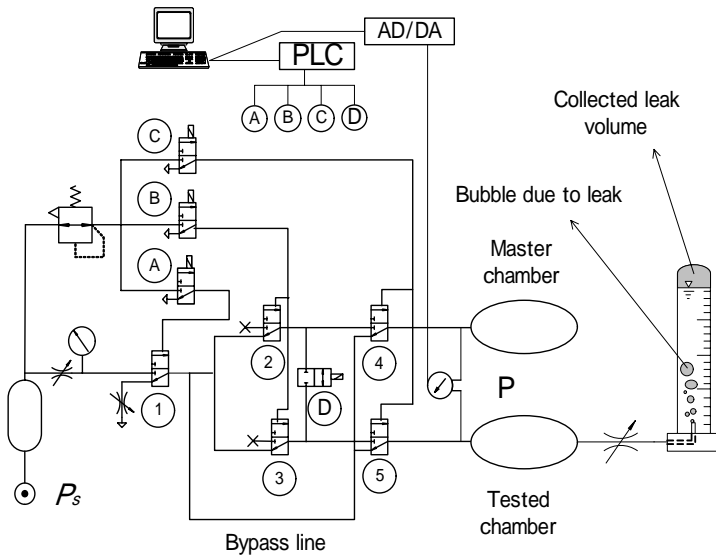 AD/DA
PLC
A
B
C
D
Collected leak
volume
C
Bubble due to leak
B
Master
chamber
A
2
4
D
P
1
3
5
Ps
Tested
chamber
Bypass line